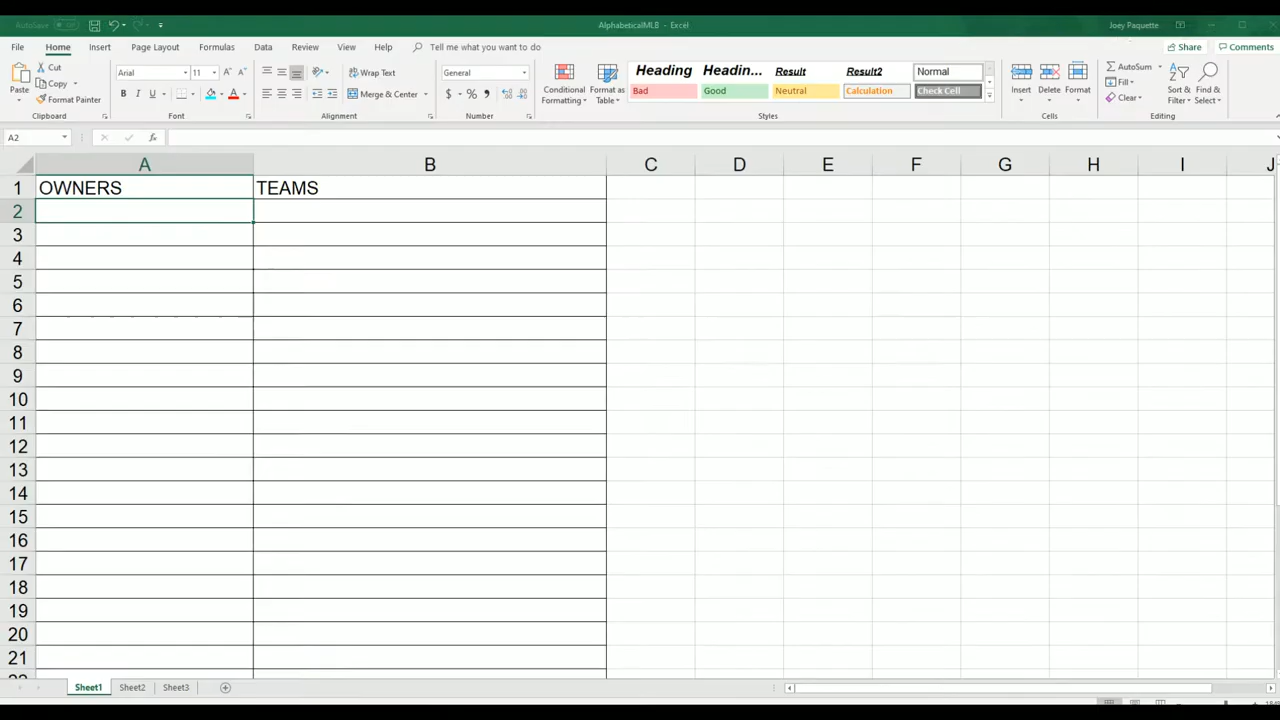 AutoSave Off AlphabeticalMLB - Excel Joey Paquette
File Home Insert Page Layout Formulas Data Review View Help Tell me what you want to do Share Comments
Paste Cut Copy Format Painter
Clipboard
Arial 11
B I U
Font
Wrap Text
Merge & Center
Alignment
General
$ % ,
Number
Conditional Formatting
Format as Table
Heading Headin... Result Result2 Normal
Bad Good Neutral Calculation Check Cell
Styles
Insert Delete Format
Cells
AutoSum
Fill
Clear
Sort & Filter
Find & Select
Editing
A2 fx
A B C D E F G H I J
1 OWNERS TEAMS
2
3
4
5
6
7
8
9
10
11
12
13
14
15
16
17
18
19
20
21
Sheet1 Sheet2 Sheet3